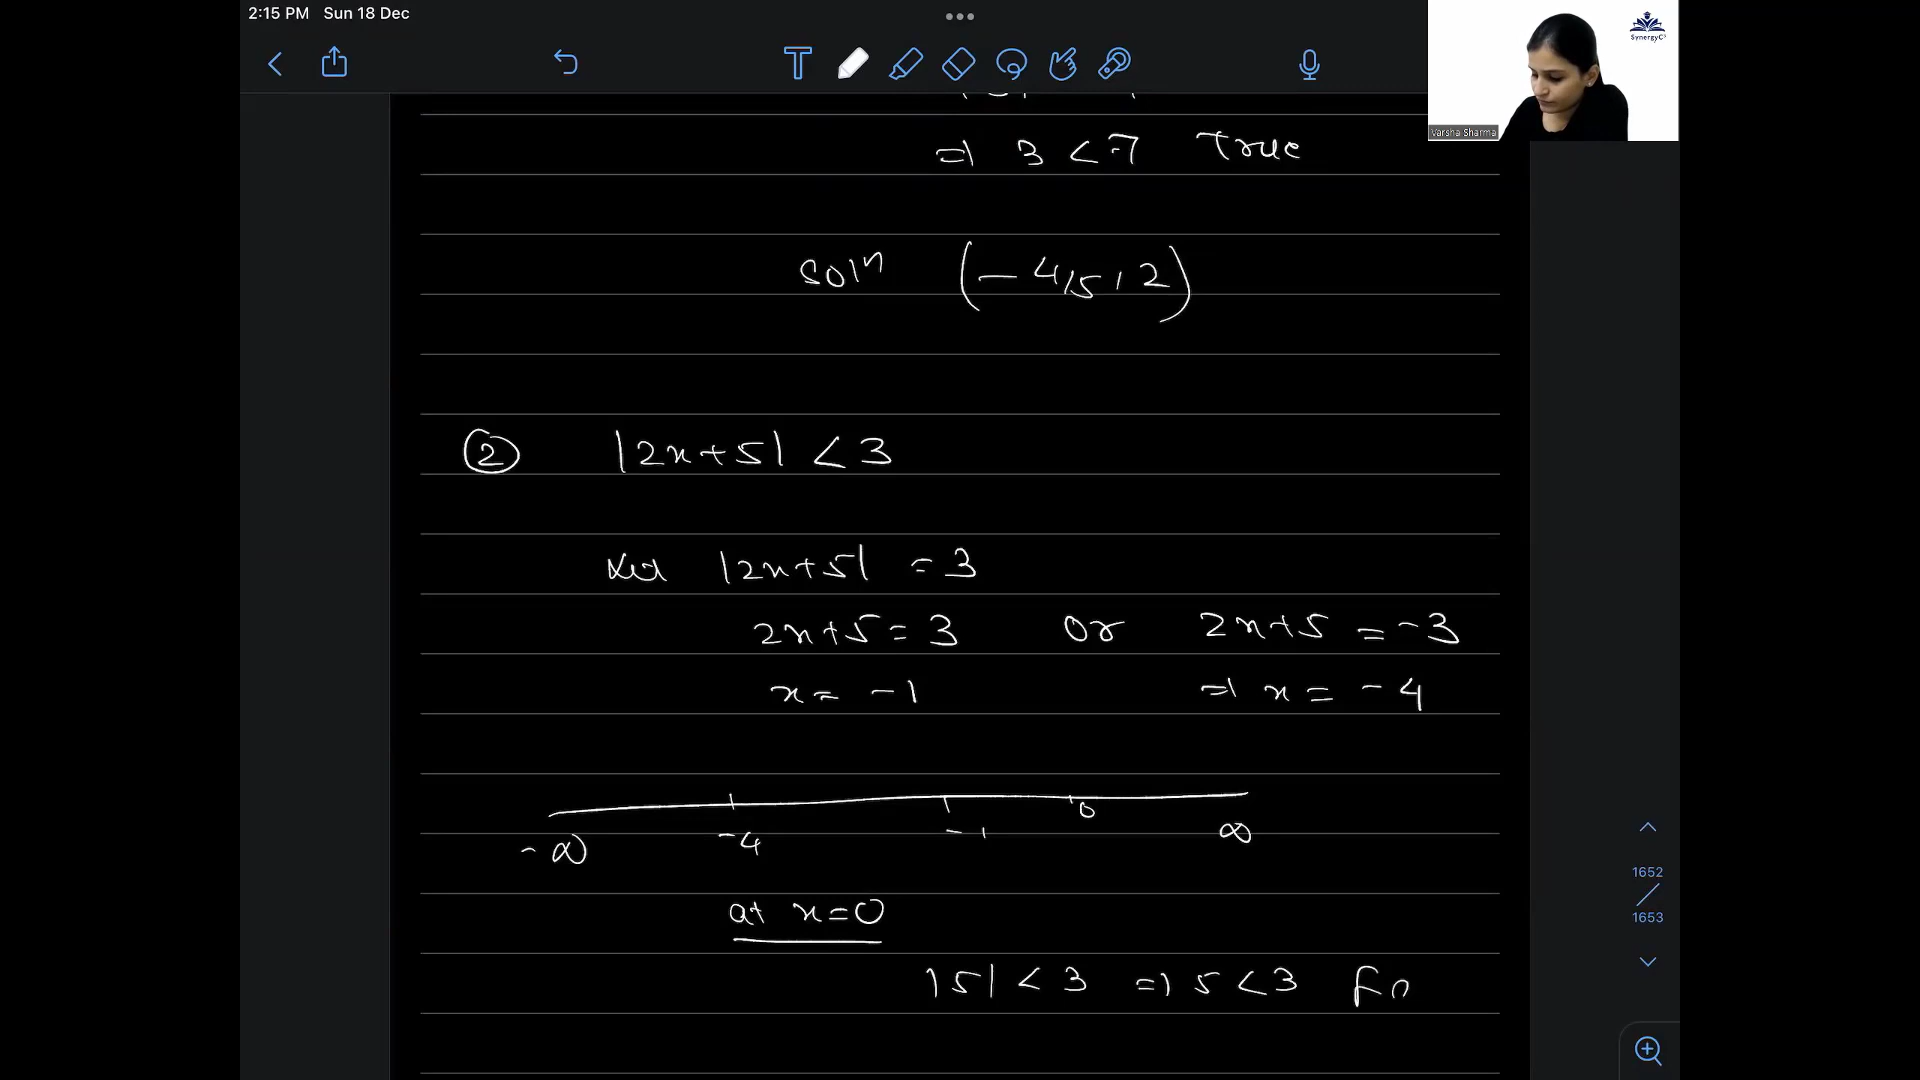 2:15 PM Sun 18 Dec
SynergyC³
Varsha Sharma
=) 3 < 7 True
Solⁿ (-4/5, 2)
② |2x+5| < 3
Let |2x+5| = 3
2x+5 = 3 or 2x+5 = -3
x = -1 =) x = -4
-∞ -4 -1 0 ∞
at x=0
|5| < 3 =) 5 < 3 Fa
1652
1653